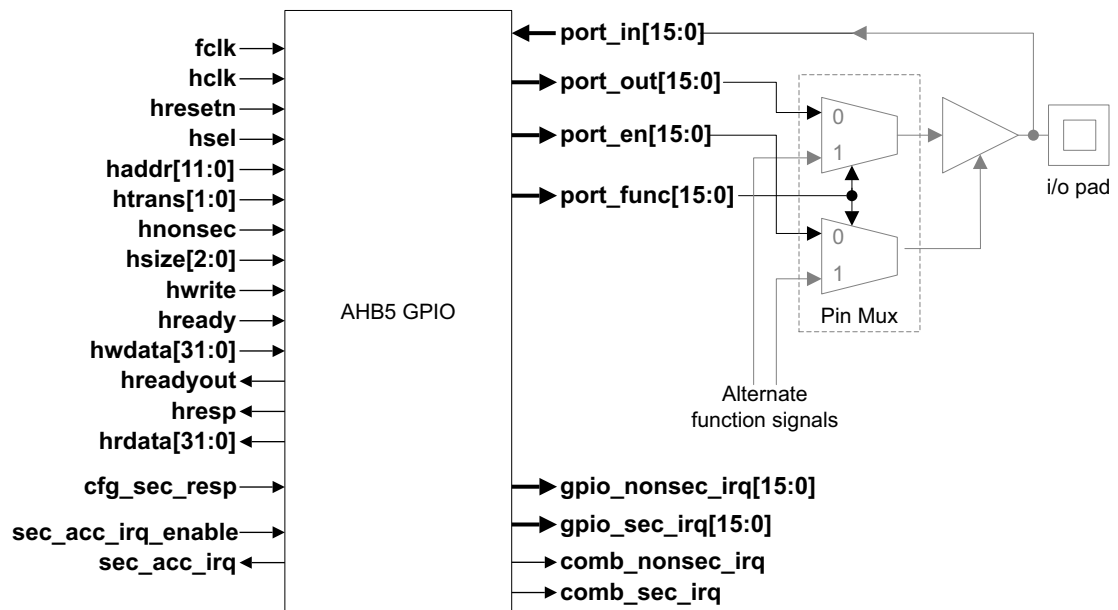 fclk
hclk
hresetn
hsel
haddr[11:0]
htrans[1:0]
hnonsec
hsize[2:0]
hwrite
hready
hwdata[31:0]
hreadyout
hresp
hrdata[31:0]
cfg_sec_resp
sec_acc_irq_enable
sec_acc_irq
AHB5 GPIO
port_in[15:0]
port_out[15:0]
port_en[15:0]
port_func[15:0]
0
1
0
1
Pin Mux
i/o pad
Alternate
function signals
gpio_nonsec_irq[15:0]
gpio_sec_irq[15:0]
comb_nonsec_irq
comb_sec_irq